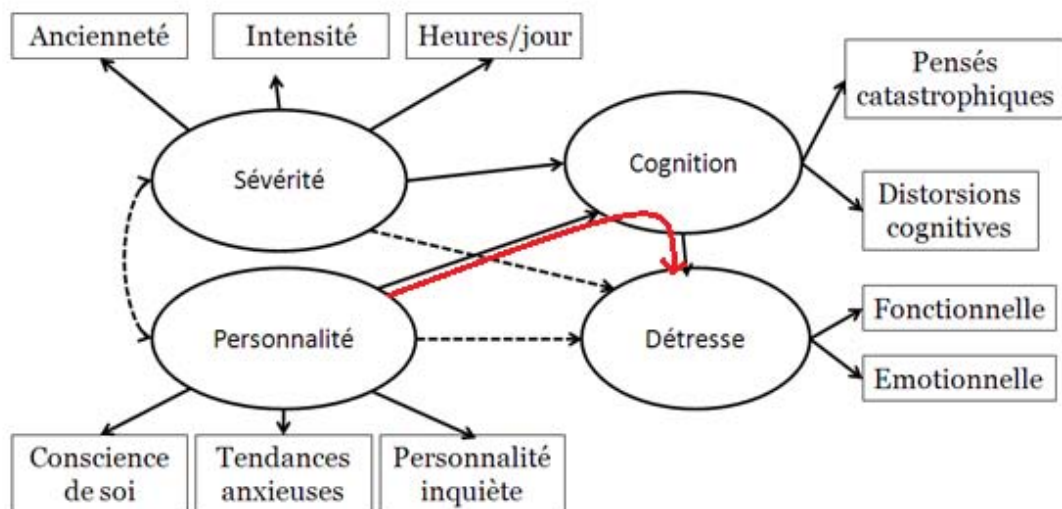 Ancienneté
Intensité
Heures/jour
Pensés
catastrophiques
Sévérité
Cognition
Distorsions
cognitives
Personnalité
Détresse
Fonctionnelle
Emotionnelle
Conscience
de soi
Tendances
anxieuses
Personnalité
inquiète